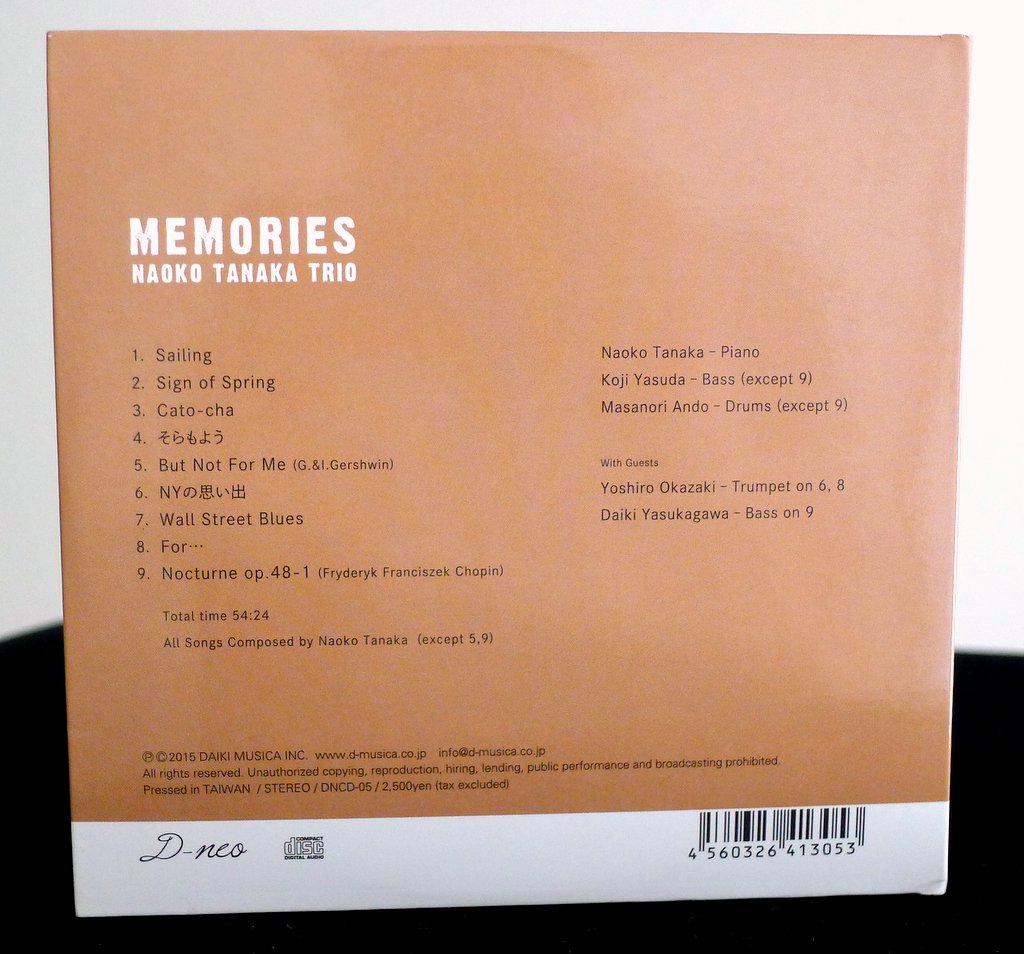 MEMORIES
NAOKO TANAKA TRIO
1. Sailing
2. Sign of Spring
3. Cato-cha
4. そらもよう
5. But Not For Me (G.&I.Gershwin)
6. NYの思い出
7. Wall Street Blues
8. For…
9. Nocturne op.48-1 (Fryderyk Franciszek Chopin)
Total time 54:24
All Songs Composed by Naoko Tanaka (except 5,9)
Naoko Tanaka – Piano
Koji Yasuda – Bass (except 9)
Masanori Ando – Drums (except 9)
With Guests
Yoshiro Okazaki – Trumpet on 6, 8
Daiki Yasukagawa – Bass on 9
℗©2015 DAIKI MUSICA INC. www.d-musica.co.jp info@d-musica.co.jp
All rights reserved. Unauthorized copying, reproduction, hiring, lending, public performance and broadcasting prohibited.
Pressed in TAIWAN / STEREO / DNCD-05 / 2,500yen (tax excluded)
D-neo
COMPACT
disc
DIGITAL AUDIO
4 560326 413053